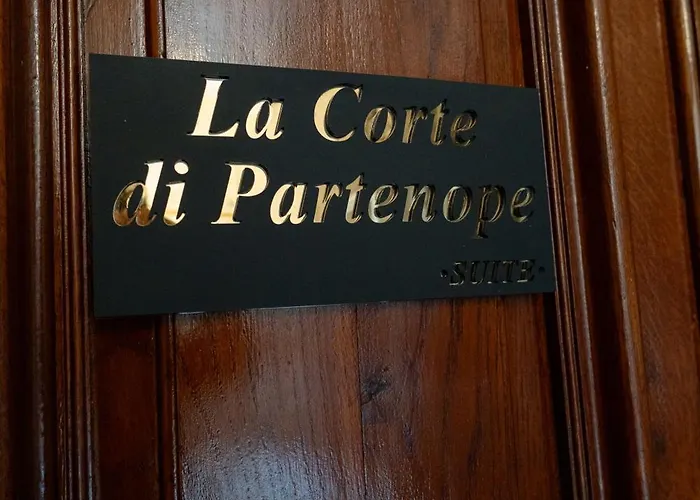 La Corte
di Partenope
·SUITE·